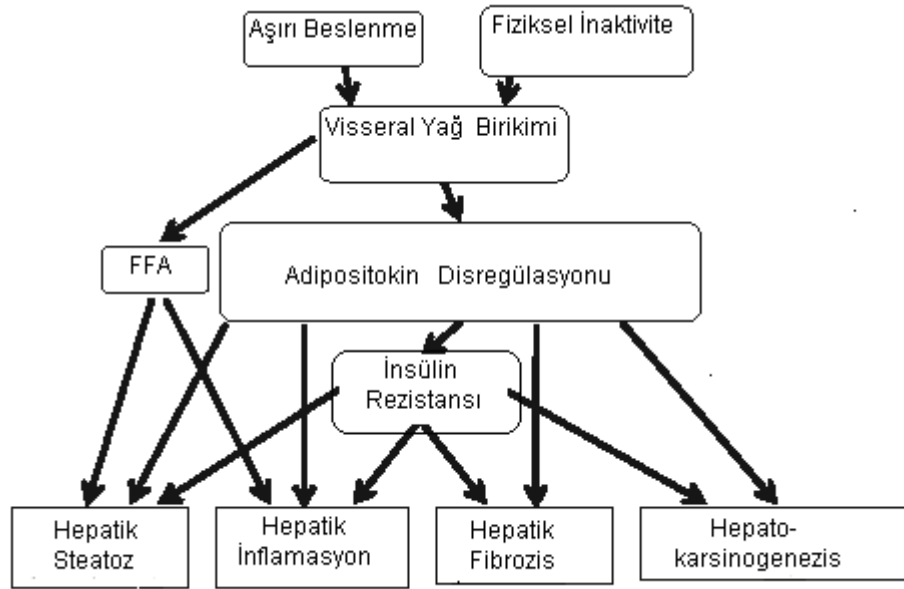 Aşırı Beslenme
Fiziksel İnaktivite
Visseral Yağ Birikimi
FFA
Adipositokin Disregülasyonu
İnsülin
Rezistansı
Hepatik
Steatoz
Hepatik
İnflamasyon
Hepatik
Fibrozis
Hepato-
karsinogenezis